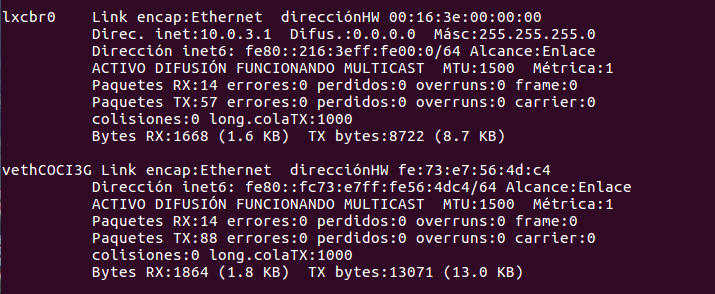 lxcbr0    Link encap:Ethernet  direcciónHW 00:16:3e:00:00:00
          Direc. inet:10.0.3.1  Difus.:0.0.0.0  Másc:255.255.255.0
          Dirección inet6: fe80::216:3eff:fe00:0/64 Alcance:Enlace
          ACTIVO DIFUSIÓN FUNCIONANDO MULTICAST  MTU:1500  Métrica:1
          Paquetes RX:14 errores:0 perdidos:0 overruns:0 frame:0
          Paquetes TX:57 errores:0 perdidos:0 overruns:0 carrier:0
          colisiones:0 long.colaTX:1000
          Bytes RX:1668 (1.6 KB)  TX bytes:8722 (8.7 KB)

vethCOCI3G Link encap:Ethernet  direcciónHW fe:73:e7:56:4d:c4
          Dirección inet6: fe80::fc73:e7ff:fe56:4dc4/64 Alcance:Enlace
          ACTIVO DIFUSIÓN FUNCIONANDO MULTICAST  MTU:1500  Métrica:1
          Paquetes RX:14 errores:0 perdidos:0 overruns:0 frame:0
          Paquetes TX:88 errores:0 perdidos:0 overruns:0 carrier:0
          colisiones:0 long.colaTX:1000
          Bytes RX:1864 (1.8 KB)  TX bytes:13071 (13.0 KB)